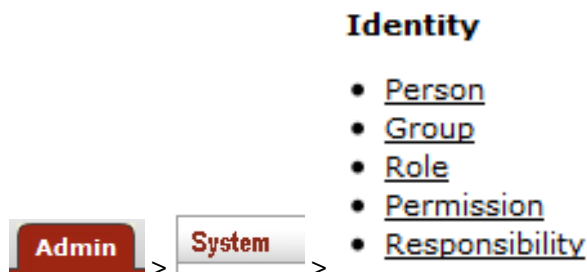 Identity
• Person
• Group
• Role
• Permission
Admin > System > • Responsibility